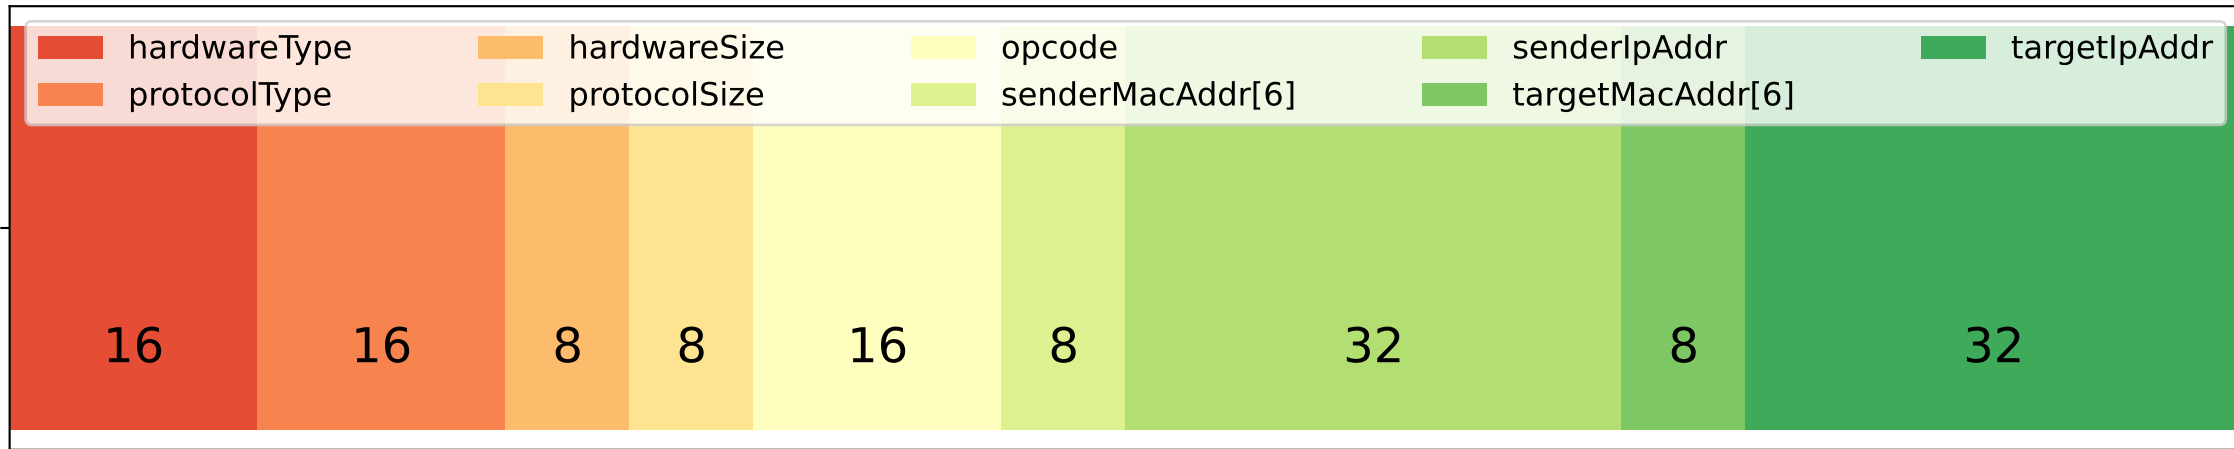 hardwareType hardwareSize opcode senderIpAddr targetIpAddr
protocolType protocolSize senderMacAddr[6] targetMacAddr[6]
16 16 8 8 16 8 32 8 32